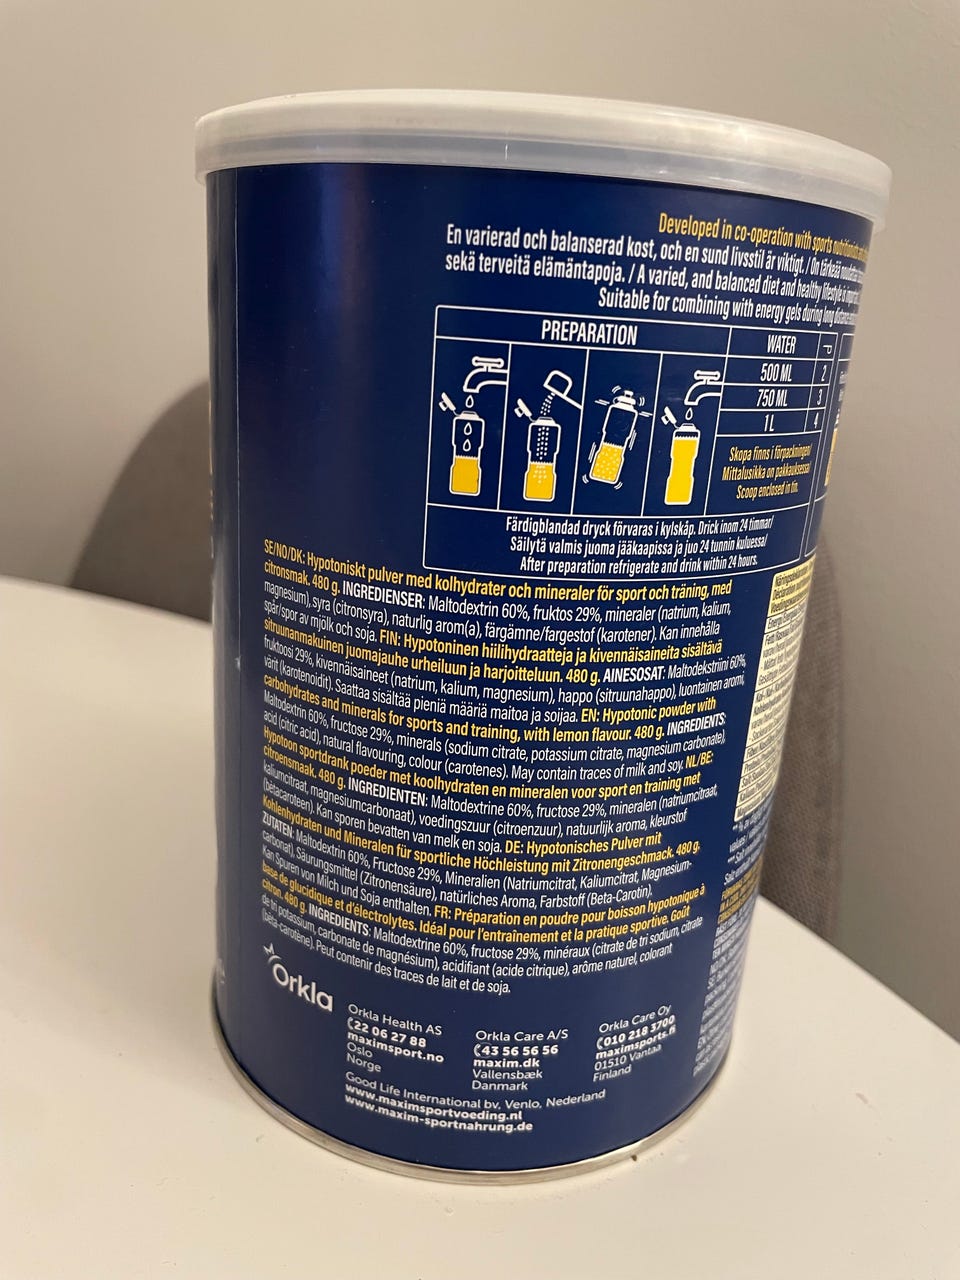 Developed in co-operation with sports
En varierad och balanserad kost, och en sund livsstil är viktigt. / On tärkeää
sekä terveitä elämäntapoja. / A varied, and balanced diet and healthy lifestyle is
Suitable for combining with energy gels during long
PREPARATION
WATER
500 ML 2
750 ML 3
1 L 4
Skopa finns i förpackningen/
Mittalusikka on pakkauksessa/
Scoop enclosed in tin.
Färdigblandad dryck förvaras i kylskåp. Drick inom 24 timmar/
Säilytä valmis juoma jääkaapissa ja juo 24 tunnin kuluessa/
After preparation refrigerate and drink within 24 hours.
SE/NO/DK: Hypotoniskt pulver med kolhydrater och mineraler för sport och träning, med
citronsmak. 480 g. INGREDIENSER: Maltodextrin 60%, fruktos 29%, mineraler (natrium, kalium,
magnesium), syra (citronsyra), naturlig arom(a), färgämne/fargestof (karotener). Kan innehålla
spår/spor av mjölk och soja. FIN: Hypotoninen hiilihydraatteja ja kivennäisaineita sisältävä
sitruunanmakuinen juomajauhe urheiluun ja harjoitteluun. 480 g. AINESOSAT: Maltodekstriini 60%,
fruktoosi 29%, kivennäisaineet (natrium, kalium, magnesium), happo (sitruunahappo), luontainen aromi,
värit (karotenoidit). Saattaa sisältää pieniä määriä maitoa ja soijaa. EN: Hypotonic powder with
carbohydrates and minerals for sports and training, with lemon flavour. 480 g. INGREDIENTS:
Maltodextrin 60%, fructose 29%, minerals (sodium citrate, potassium citrate, magnesium carbonate),
acid (citric acid), natural flavouring, colour (carotenes). May contain traces of milk and soy. NL/BE:
Hypotoon sportdrank poeder met koolhydraten en mineralen voor sport en training met
citroensmaak. 480 g. INGREDIENTEN: Maltodextrine 60%, fructose 29%, mineralen (natriumcitraat,
kaliumcitraat, magnesiumcarbonaat), voedingszuur (citroenzuur), natuurlijk aroma, kleurstof
(bètacaroteen). Kan sporen bevatten van melk en soja. DE: Hypotonisches Pulver mit
Kohlenhydraten und Mineralen für sportliche Höchleistung mit Zitronengeschmack. 480 g.
ZUTATEN: Maltodextrin 60%, Fructose 29%, Mineralien (Natriumcitrat, Kaliumcitrat, Magnesium-
carbonat), Säurungsmittel (Zitronensäure), natürliches Aroma, Farbstoff (Beta-Carotin).
Kan Spuren von Milch und Soja enthalten. FR: Préparation en poudre pour boisson hypotonique à
base de glucidique et d'électrolytes. Idéal pour l'entraînement et la pratique sportive. Goût
citron. 480 g. INGREDIENTS: Maltodextrine 60%, fructose 29%, minéraux (citrate de tri sodium, citrate
de tri potassium, carbonate de magnésium), acidifiant (acide citrique), arôme naturel, colorant
(bêta-carotène). Peut contenir des traces de lait et de soja.
Orkla
Orkla Health AS
22 06 27 88
maximsport.no
Oslo
Norge
Orkla Care A/S
43 56 56 56
maxim.dk
Vallensbæk
Danmark
Orkla Care Oy
010 218 3700
maximsports.fi
01510 Vantaa
Finland
Good Life International bv, Venlo, Nederland
www.maximsportvoeding.nl
www.maxim-sportnahrung.de